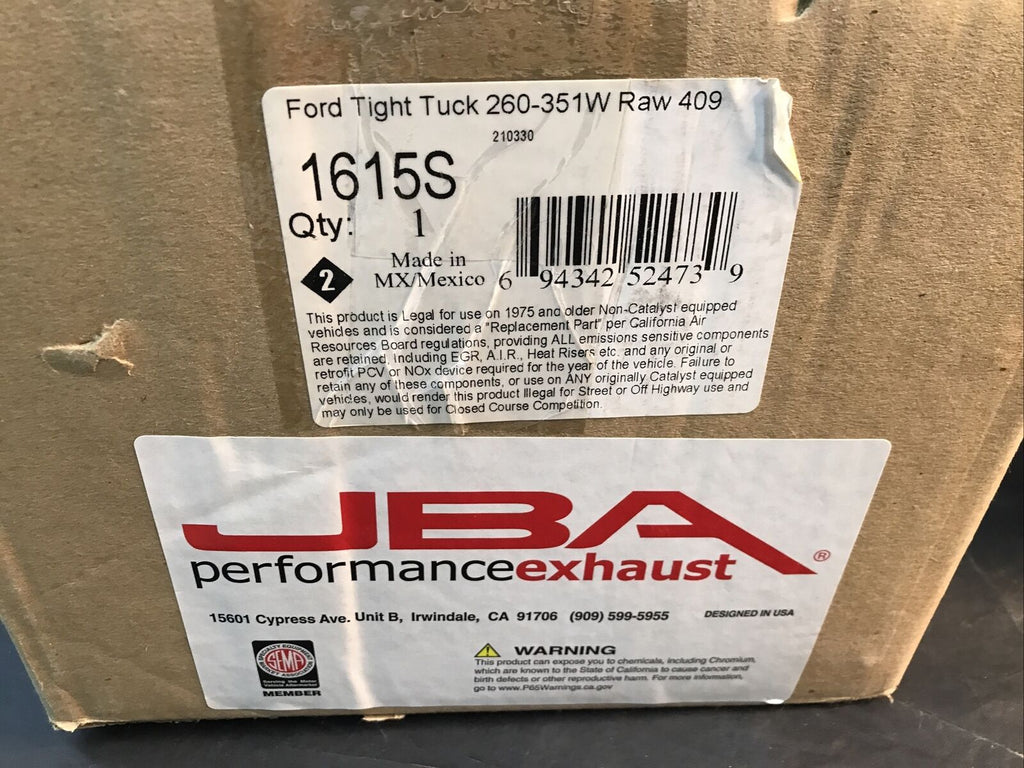 Ford Tight Tuck 260-351W Raw 409
210330
1615S
Qty: 1
2
Made in
MX/Mexico
6 94342 52473 9
This product is Legal for use on 1975 and older Non-Catalyst equipped
vehicles and is considered a "Replacement Part" per California Air
Resources Board regulations, providing ALL emissions sensitive components
are retained, Including EGR, A.I.R., Heat Risers etc. and any original or
retrofit PCV or NOx device required for the year of the vehicle. Failure to
retain any of these components, or use on ANY originally Catalyst equipped
vehicles, would render this product Illegal for Street or Off Highway use and
may only be used for Closed Course Competition.
JBA
performanceexhaust ®
15601 Cypress Ave. Unit B, Irwindale, CA 91706 (909) 599-5955 DESIGNED IN USA
SPECIALTY EQUIPMENT
SEMA
Serving the Motor
Vehicle Aftermarket
MEMBER
WARNING
This product can expose you to chemicals, including Chromium,
which are known to the State of California to cause cancer and
birth defects or other reproductive harm. For more information,
go to www.P65Warnings.ca.gov